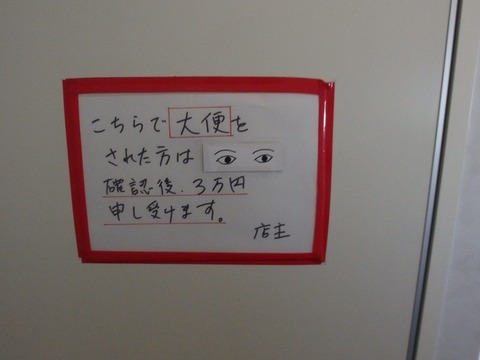 こちらで大便を
された方は
確認後、3万円
申し受けます。
店主